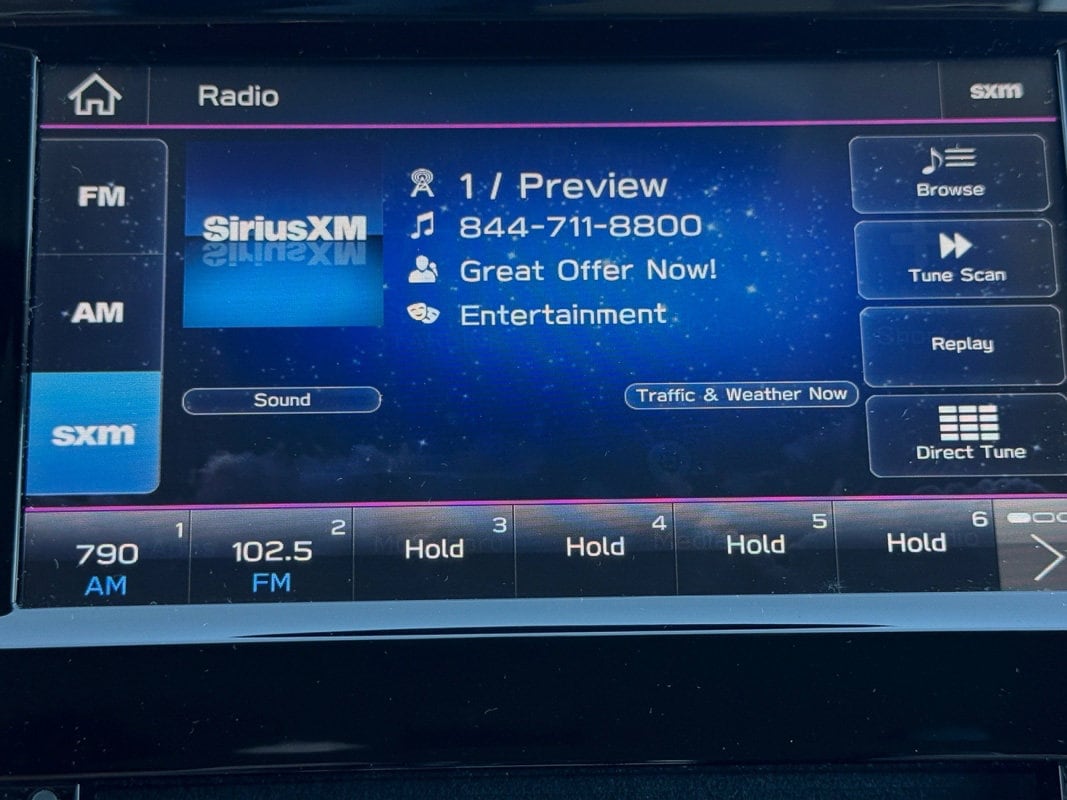 Radio
sxm
FM
AM
sxm
SiriusXM
1 / Preview
844-711-8800
Great Offer Now!
Entertainment
Sound
Traffic & Weather Now
Browse
Tune Scan
Replay
Direct Tune
1
790
AM
2
102.5
FM
3
Hold
4
Hold
5
Hold
6
Hold